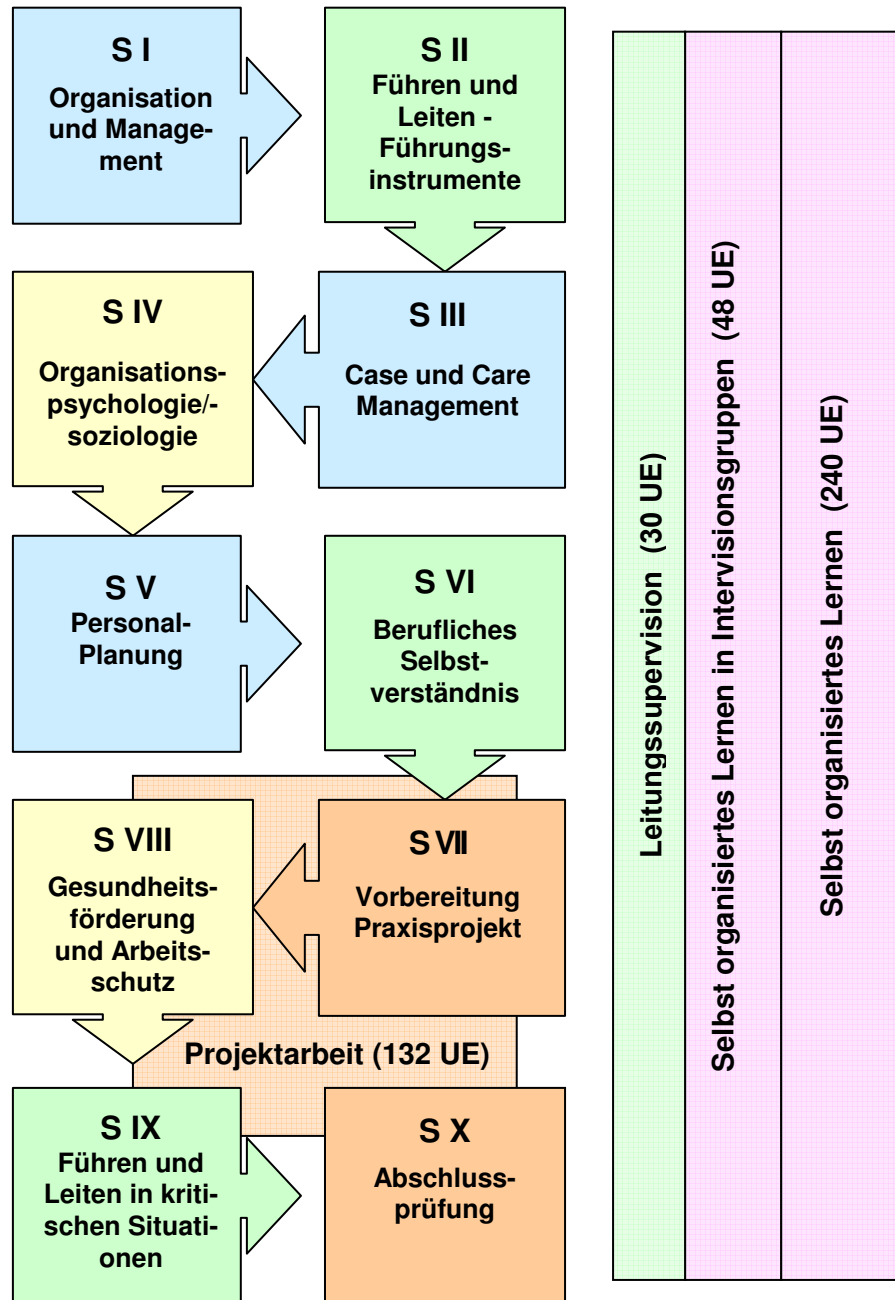 S I
Organisation
und Manage-
ment
S II
Führen und
Leiten -
Führungs-
instrumente
S III
Case und Care
Management
S IV
Organisations-
psychologie/-
soziologie
S V
Personal-
Planung
S VI
Berufliches
Selbst-
verständnis
S VII
Vorbereitung
Praxisprojekt
S VIII
Gesundheits-
förderung
und Arbeits-
schutz
Projektarbeit (132 UE)
S IX
Führen und
Leiten in kriti-
schen Situati-
onen
S X
Abschluss-
prüfung
Leitungssupervision (30 UE)
Selbst organisiertes Lernen in Intervisionsgruppen (48 UE)
Selbst organisiertes Lernen (240 UE)